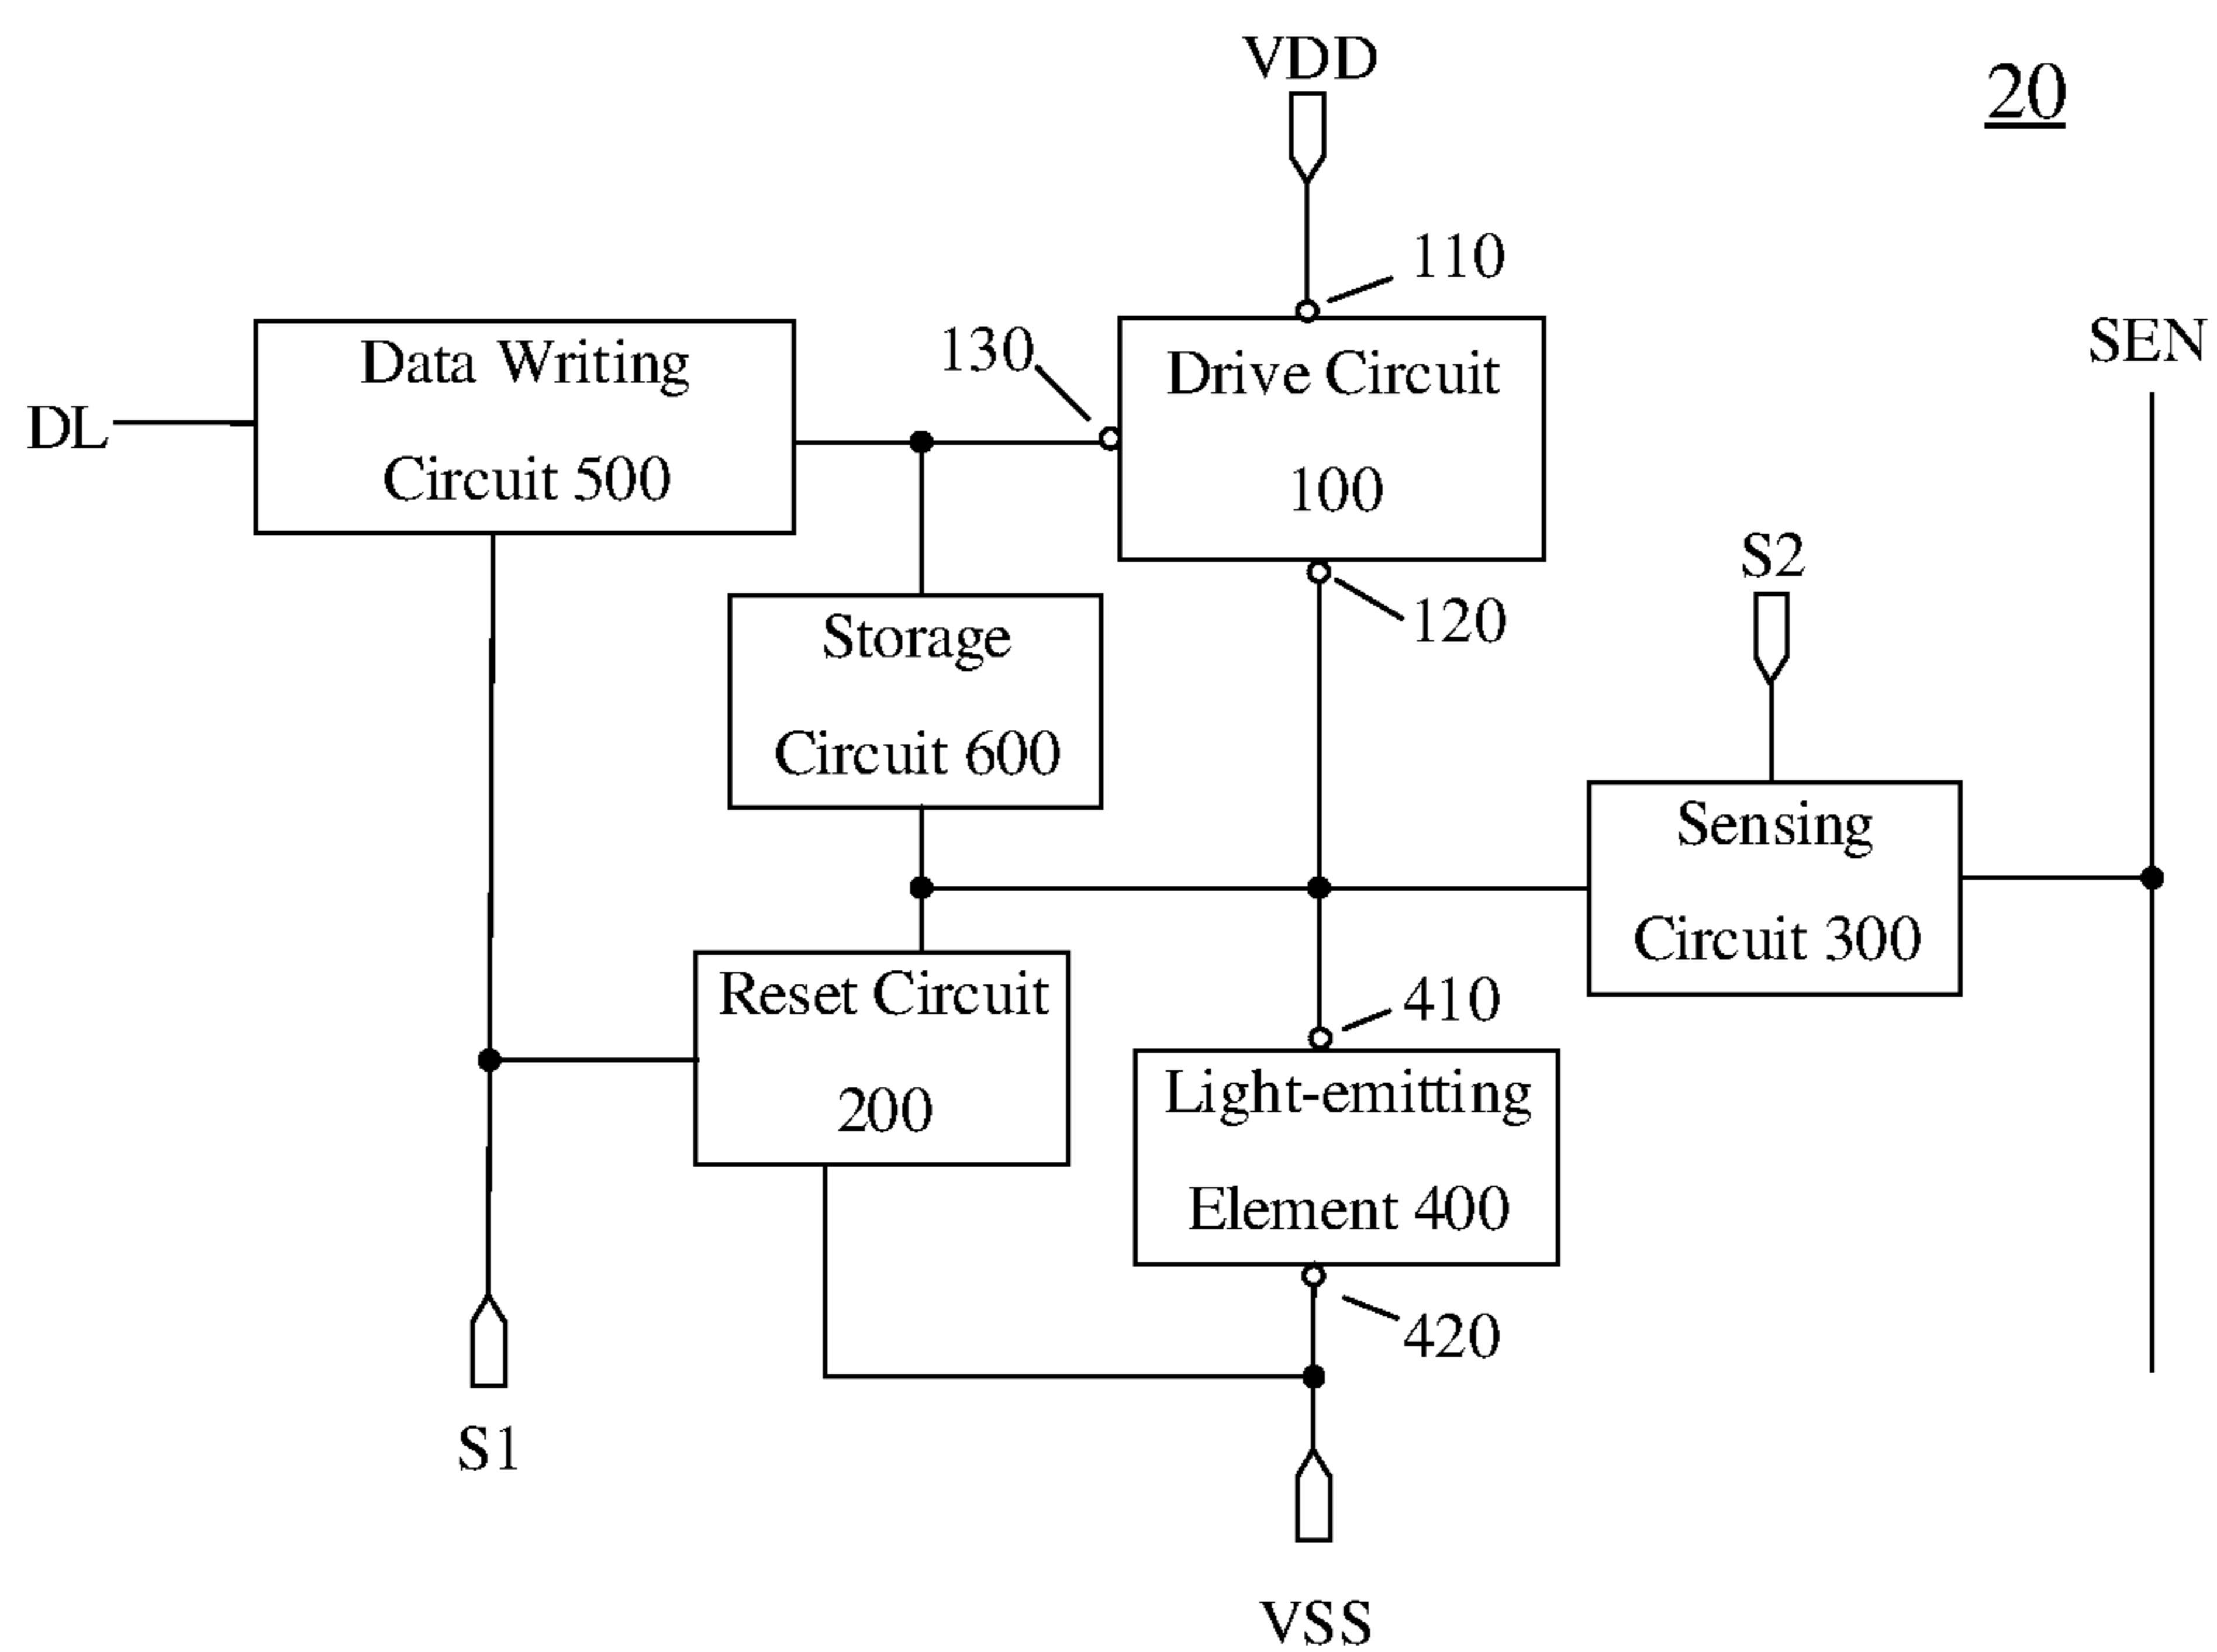 VDD
20
110
SEN
130
Data Writing
Circuit 500
Drive Circuit
100
DL
S2
120
Storage
Circuit 600
Sensing
Circuit 300
Reset Circuit
200
410
Light-emitting
Element 400
420
S1
VSS